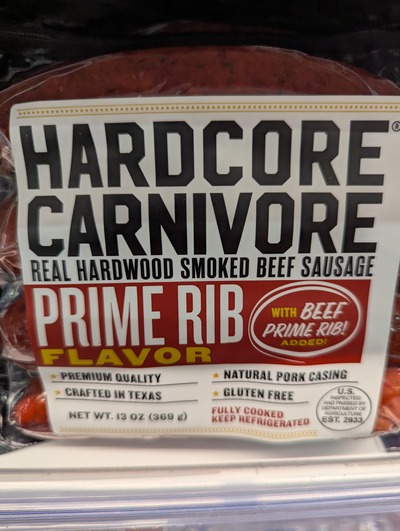 HARDCORE®
CARNIVORE
REAL HARDWOOD SMOKED BEEF SAUSAGE
PRIME RIB
FLAVOR
WITH BEEF
PRIME RIB!
ADDED!
★ PREMIUM QUALITY
★ CRAFTED IN TEXAS
NET WT. 13 OZ (369 g)
★ NATURAL PORK CASING
★ GLUTEN FREE
FULLY COOKED
KEEP REFRIGERATED
U.S.
INSPECTED
AND PASSED BY
DEPARTMENT OF
AGRICULTURE
EST. 2933